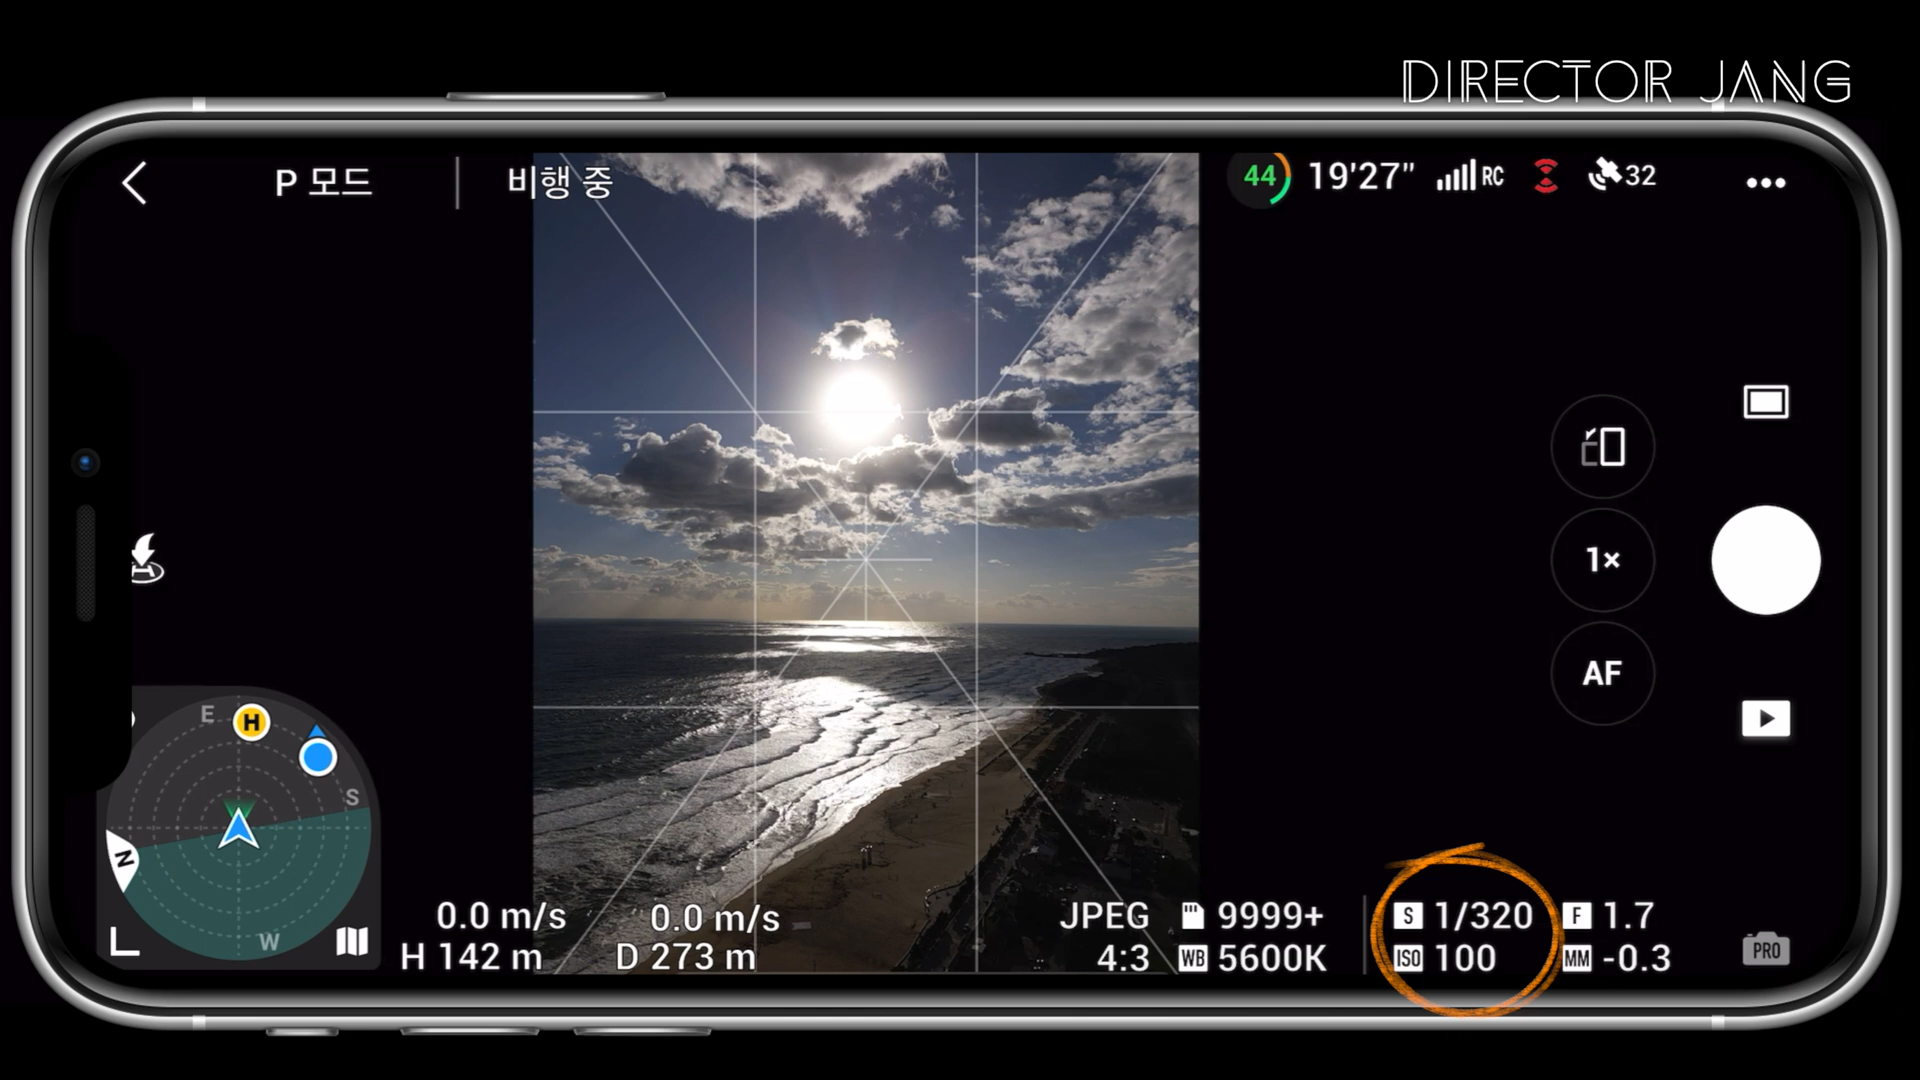 DIRECTOR JANG
P 모드
비행 중
44 19'27" RC 32
1×
AF
E H S N W
0.0 m/s 0.0 m/s
H 142 m D 273 m
JPEG 9999+ S 1/320 F 1.7
4:3 WB 5600K ISO 100 MM -0.3
PRO